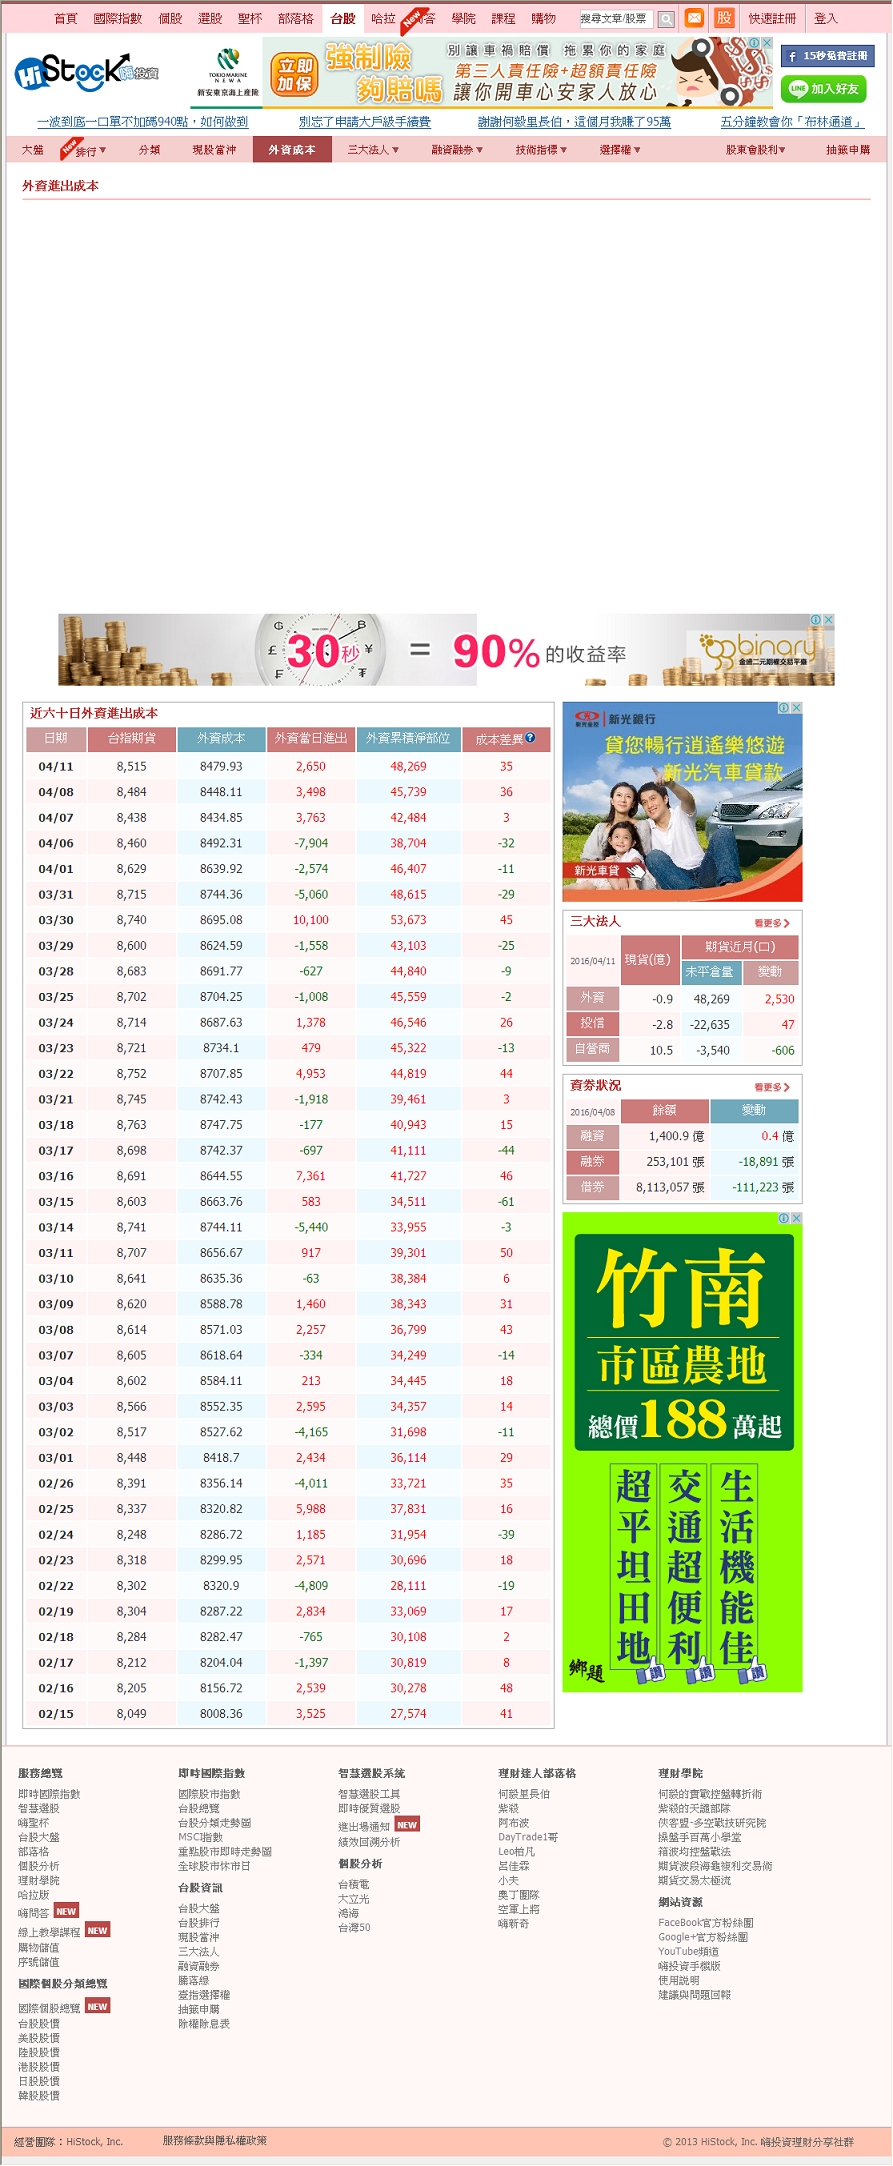 首頁 國際指數 個股 選股 聖杯 部落格 台股 哈拉 New 答 學院 課程 購物 搜尋文章/股票 股 快速註冊 登入
HiStock嗨投資
TOKIO MARINE NEWA
新安東京海上產險
立即加保
強制險夠賠嗎
別讓車禍賠償 拖累你的家庭
第三人責任險+超額責任險
讓你開車心安家人放心
15秒免費註冊
LINE 加入好友
一波到底一口單不加碼940點，如何做到 別忘了申請大戶級手續費 謝謝何毅里長伯，這個月我賺了95萬 五分鐘教會你「布林通道」
大盤 New 排行▼ 分類 現股當沖 外資成本 三大法人▼ 融資融券▼ 技術指標▼ 選擇權▼ 股東會股利▼ 抽籤申購
外資進出成本
30秒 = 90%的收益率 ggbinary
金過二元期權交易平臺
近六十日外資進出成本
日期 台指期貨 外資成本 外資當日進出 外資累積淨部位 成本差異
04/11 8,515 8479.93 2,650 48,269 35
04/08 8,484 8448.11 3,498 45,739 36
04/07 8,438 8434.85 3,763 42,484 3
04/06 8,460 8492.31 -7,904 38,704 -32
04/01 8,629 8639.92 -2,574 46,407 -11
03/31 8,715 8744.36 -5,060 48,615 -29
03/30 8,740 8695.08 10,100 53,673 45
03/29 8,600 8624.59 -1,558 43,103 -25
03/28 8,683 8691.77 -627 44,840 -9
03/25 8,702 8704.25 -1,008 45,559 -2
03/24 8,714 8687.63 1,378 46,546 26
03/23 8,721 8734.1 479 45,322 -13
03/22 8,752 8707.85 4,953 44,819 44
03/21 8,745 8742.43 -1,918 39,461 3
03/18 8,763 8747.75 -177 40,943 15
03/17 8,698 8742.37 -697 41,111 -44
03/16 8,691 8644.55 7,361 41,727 46
03/15 8,603 8663.76 583 34,511 -61
03/14 8,741 8744.11 -5,440 33,955 -3
03/11 8,707 8656.67 917 39,301 50
03/10 8,641 8635.36 -63 38,384 6
03/09 8,620 8588.78 1,460 38,343 31
03/08 8,614 8571.03 2,257 36,799 43
03/07 8,605 8618.64 -334 34,249 -14
03/04 8,602 8584.11 213 34,445 18
03/03 8,566 8552.35 2,595 34,357 14
03/02 8,517 8527.62 -4,165 31,698 -11
03/01 8,448 8418.7 2,434 36,114 29
02/26 8,391 8356.14 -4,011 33,721 35
02/25 8,337 8320.82 5,988 37,831 16
02/24 8,248 8286.72 1,185 31,954 -39
02/23 8,318 8299.95 2,571 30,696 18
02/22 8,302 8320.9 -4,809 28,111 -19
02/19 8,304 8287.22 2,834 33,069 17
02/18 8,284 8282.47 -765 30,108 2
02/17 8,212 8204.04 -1,397 30,819 8
02/16 8,205 8156.72 2,539 30,278 48
02/15 8,049 8008.36 3,525 27,574 41
新光銀行
貸您暢行逍遙樂悠遊
新光汽車貸款
新光車貸
三大法人 看更多
2016/04/11 現貨(億) 期貨近月(口)
未平倉量 變動
外資 -0.9 48,269 2,530
投信 -2.8 -22,635 47
自營商 10.5 -3,540 -606
資券狀況 看更多
2016/04/08 餘額 變動
融資 1,400.9 億 0.4 億
融券 253,101 張 -18,891 張
借券 8,113,057 張 -111,223 張
竹南
市區農地
總價188萬起
生活機能佳
交通超便利
超平坦田地
讚 讚 讚
鄉題
服務總覽
即時國際指數
智慧選股
嗨聖杯
台股大盤
部落格
個股分析
理財學院
哈拉版
嗨問答 NEW
線上教學課程 NEW
購物儲值
序號儲值
國際個股分類總覽
國際個股總覽 NEW
台股股價
美股股價
陸股股價
港股股價
日股股價
韓股股價
即時國際指數
國際股市指數
台股總覽
台股分類走勢圖
MSCI指數
重點股市即時走勢圖
全球股市休市日
台股資訊
台股大盤
台股排行
現股當沖
三大法人
融資融券
騰落線
臺指選擇權
抽籤申購
除權除息表
智慧選股系統
智慧選股工具
即時優質選股
進出場通知 NEW
績效回溯分析
個股分析
台積電
大立光
鴻海
台灣50
理財達人部落格
何毅里長伯
紫殺
阿布波
DayTrade1哥
Leo柏凡
呂佳霖
小夫
奧丁團隊
空軍上將
嗨新奇
理財學院
何毅的實戰控盤轉折術
紫殺的天讖部隊
俠客盟-多空戰技研究院
操盤手百萬小學堂
箱波均控盤戰法
期貨波段海龜複利交易術
期貨交易太極流
網站資源
FaceBook官方粉絲團
Google+官方粉絲團
YouTube頻道
嗨投資手機版
使用說明
建議與問題回報
經營團隊：HiStock, Inc. 服務條款與隱私權政策 © 2013 HiStock, Inc. 嗨投資理財分享社群